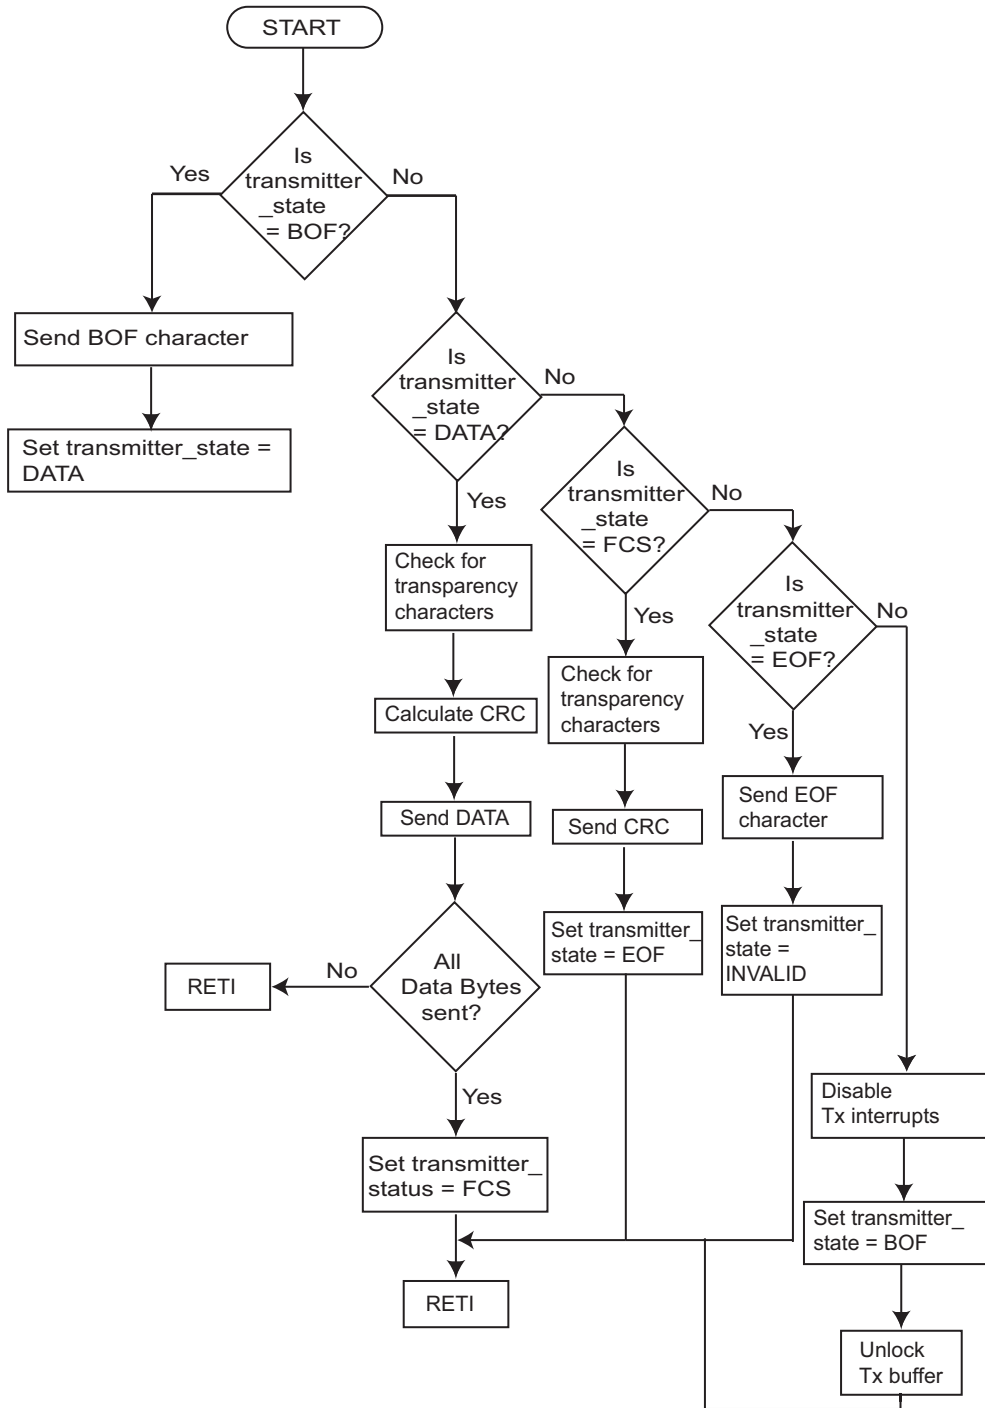 START
Is
transmitter
_state
= BOF?
Yes
No
Send BOF character
Set transmitter_state =
DATA
Is
transmitter
_state
= DATA?
No
Yes
Is
transmitter
_state
= FCS?
No
Yes
Is
transmitter
_state
= EOF?
No
Yes
Check for
transparency
characters
Calculate CRC
Send DATA
All
Data Bytes
sent?
No
RETI
Yes
Set transmitter_
status = FCS
RETI
Check for
transparency
characters
Send CRC
Set transmitter_
state = EOF
Send EOF
character
Set transmitter_
state =
INVALID
Disable
Tx interrupts
Set transmitter_
state = BOF
Unlock
Tx buffer